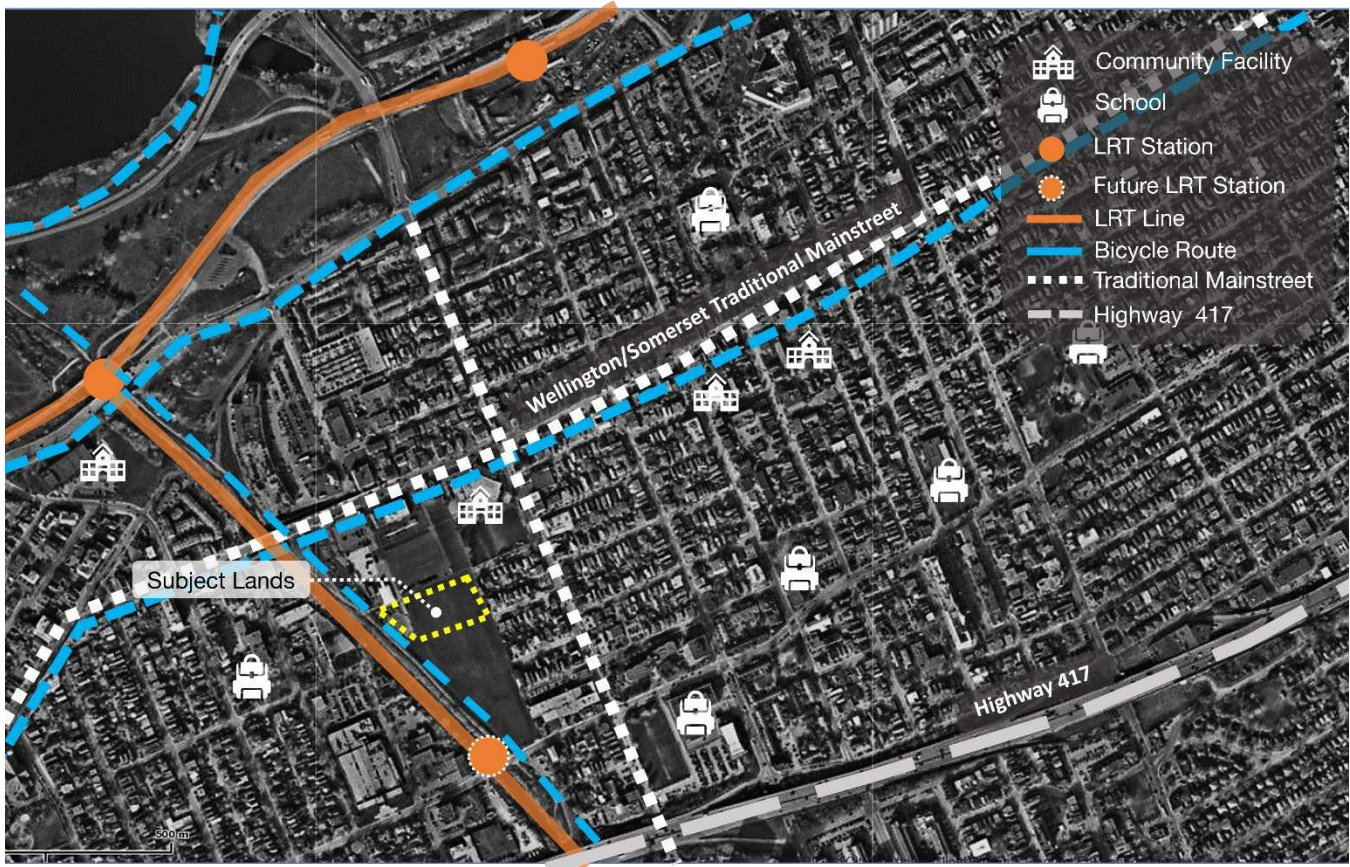 Community Facility
School
LRT Station
Future LRT Station
LRT Line
Bicycle Route
Traditional Mainstreet
Highway 417
Wellington/Somerset Traditional Mainstreet
Subject Lands
Highway 417
500 m